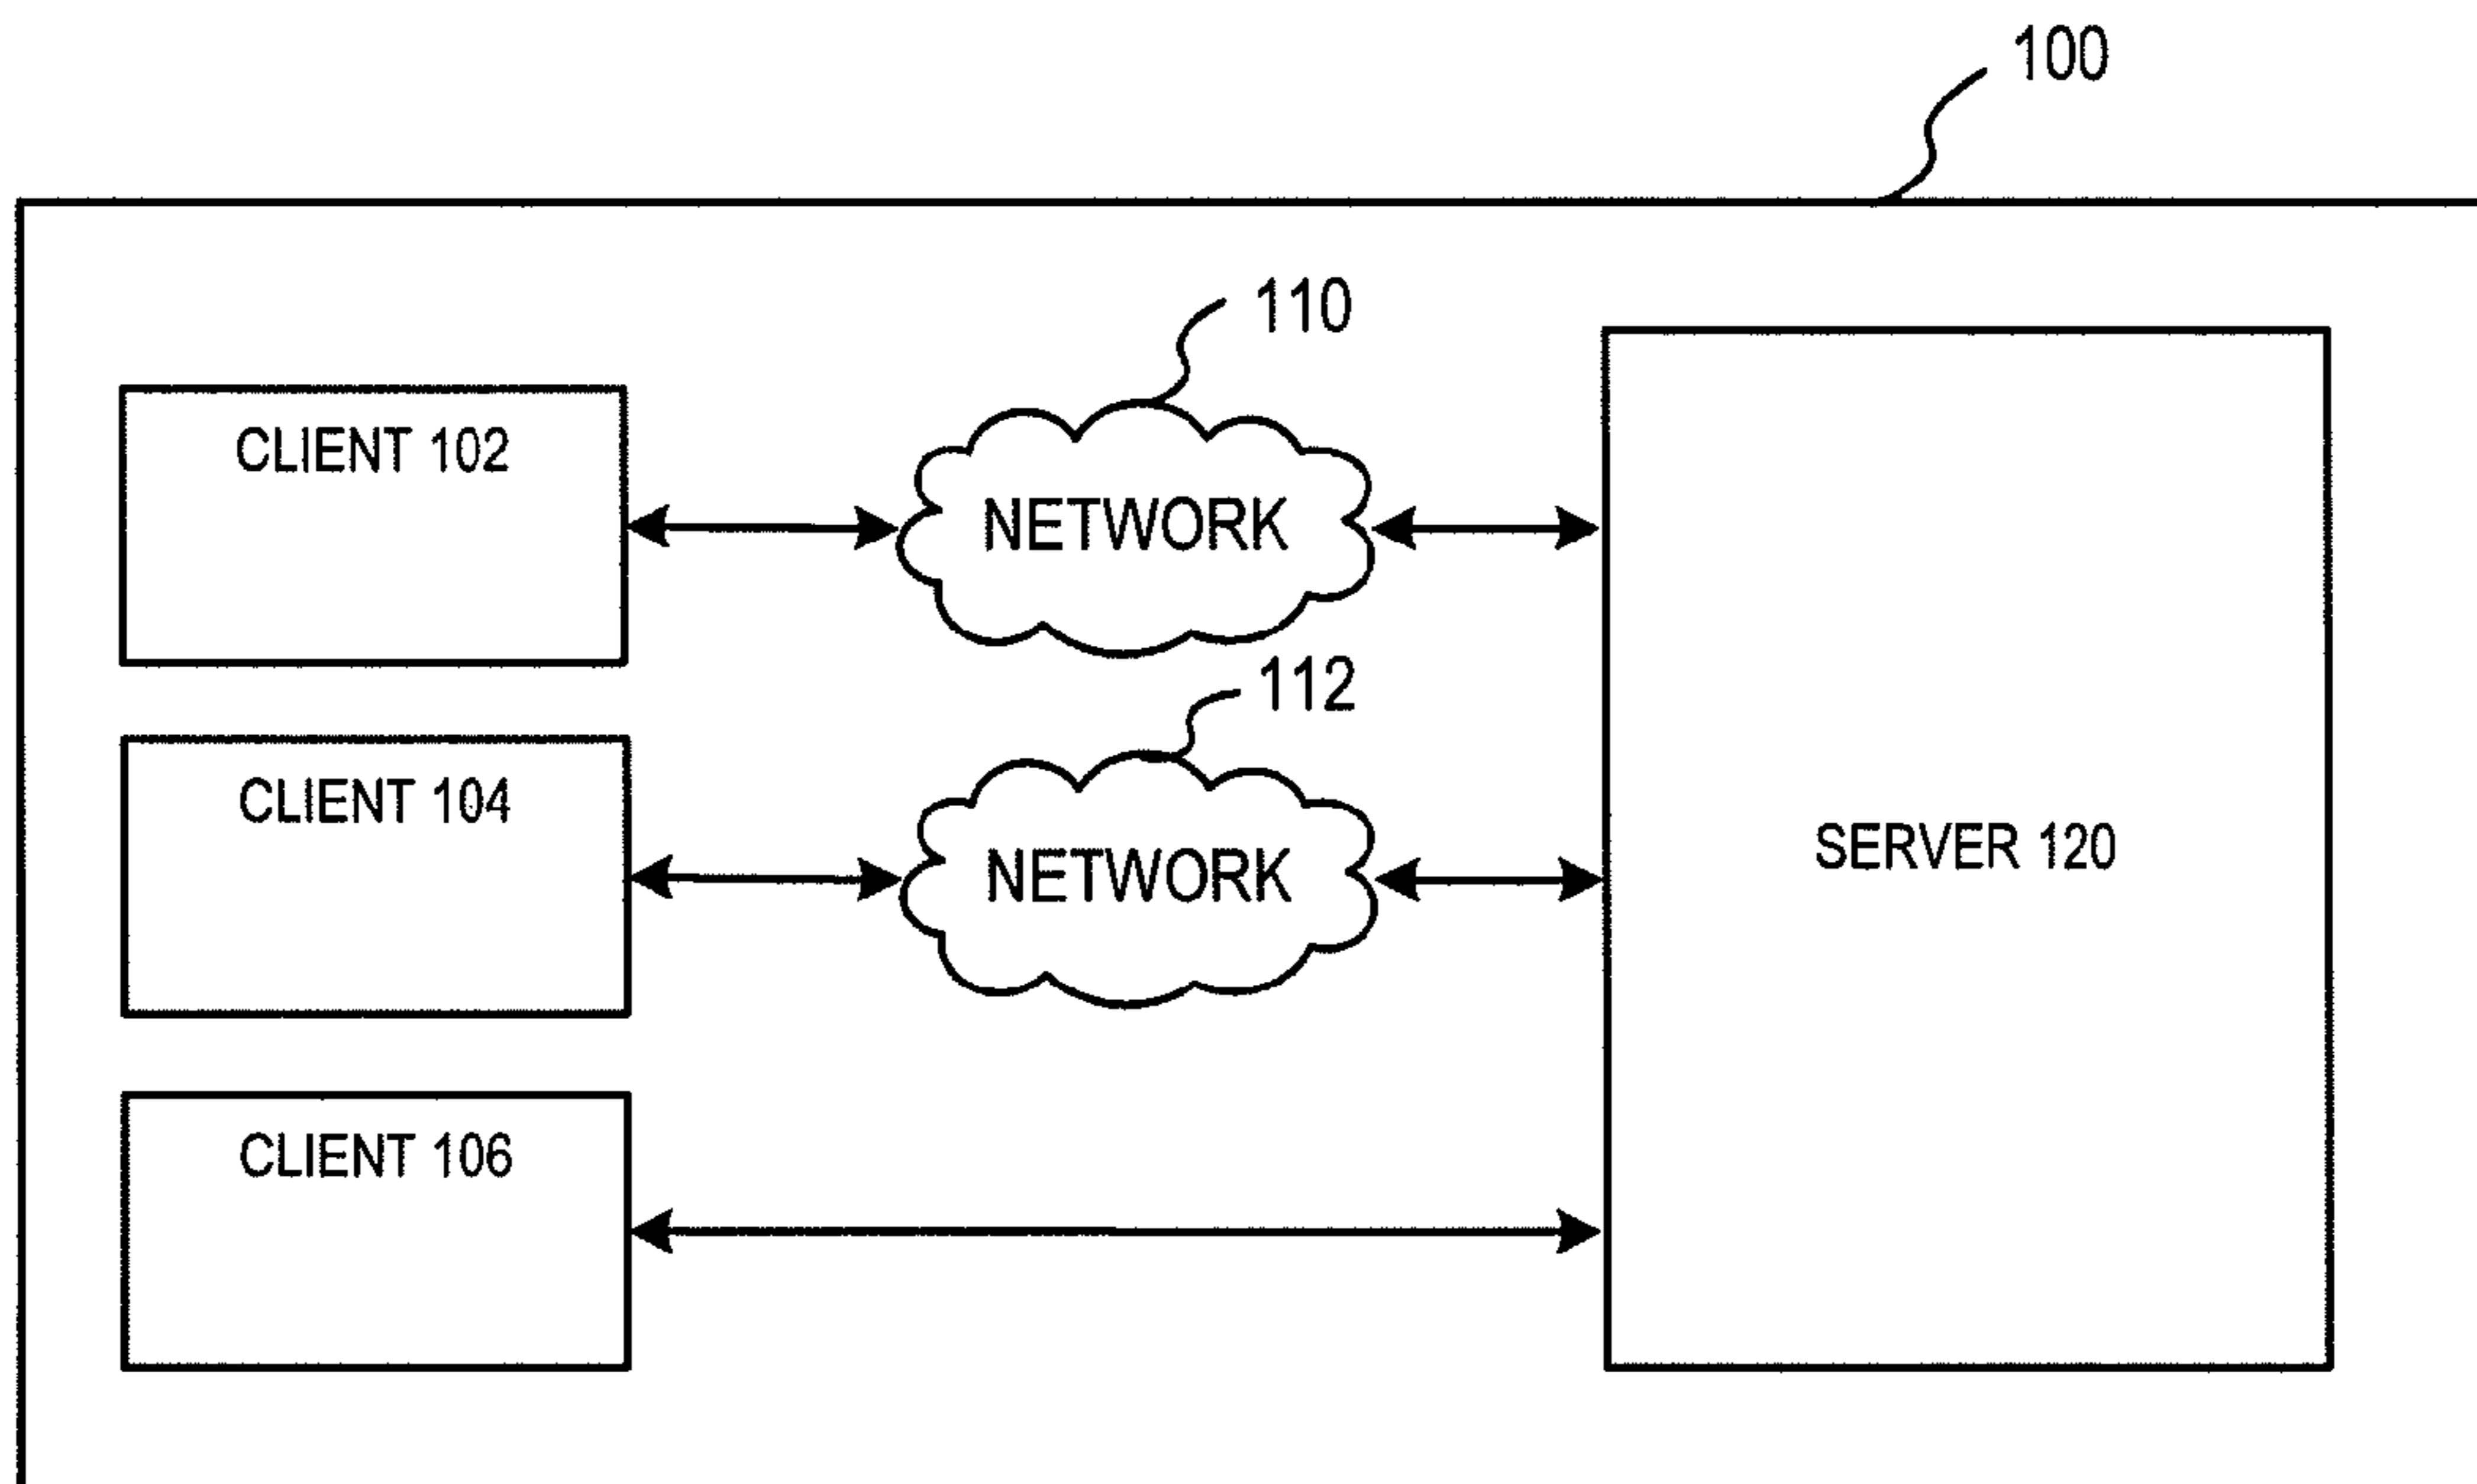 100
110
CLIENT 102
NETWORK
112
CLIENT 104
NETWORK
SERVER 120
CLIENT 106